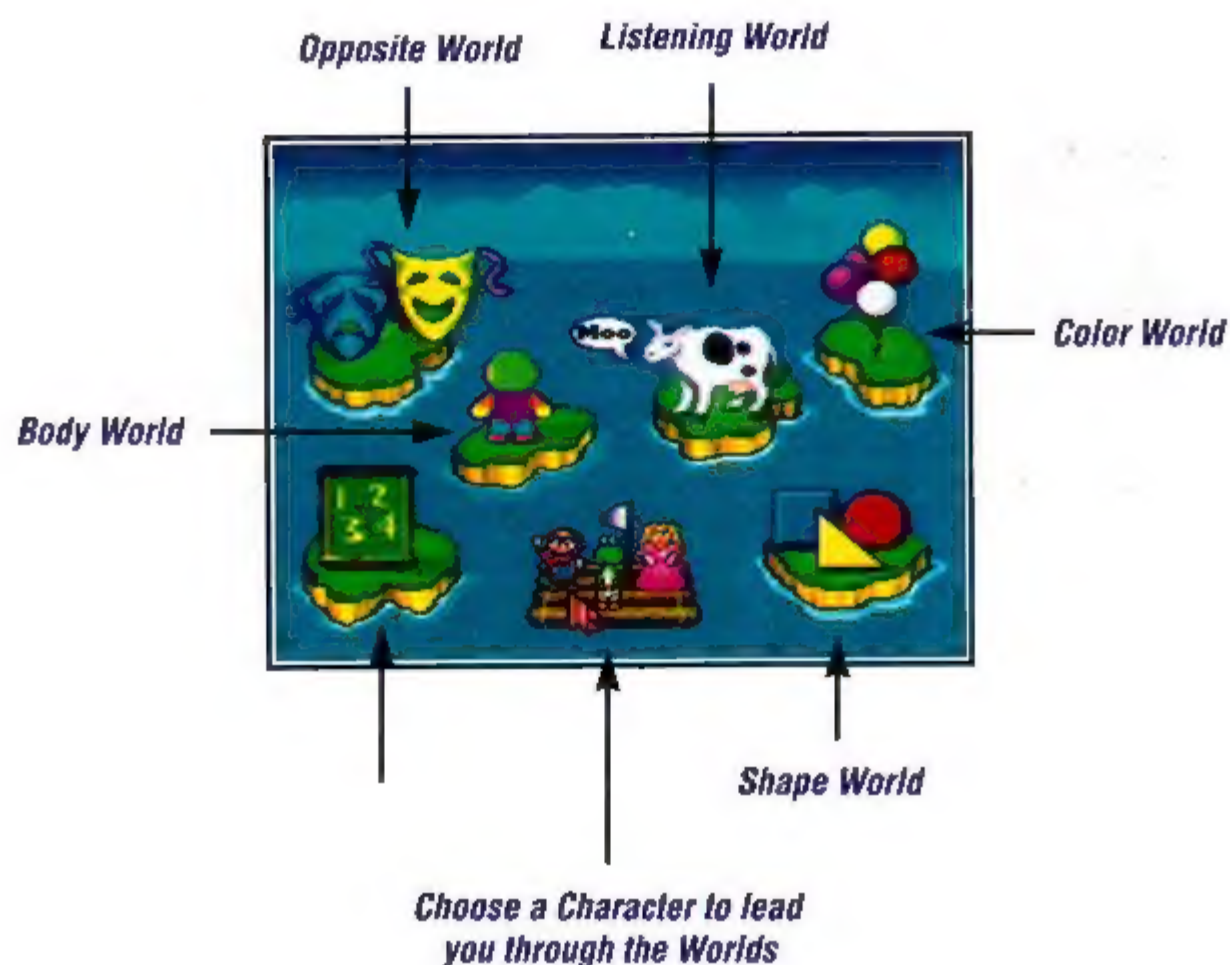 Opposite World
Listening World
Moo
Color World
Body World
1 2
3 4
Shape World
Choose a Character to lead
you through the Worlds